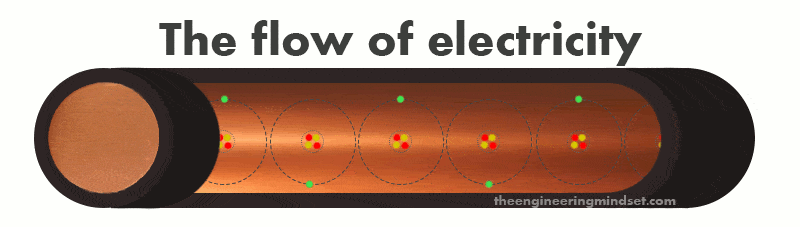 The flow of electricity
theengineeringmindset.com